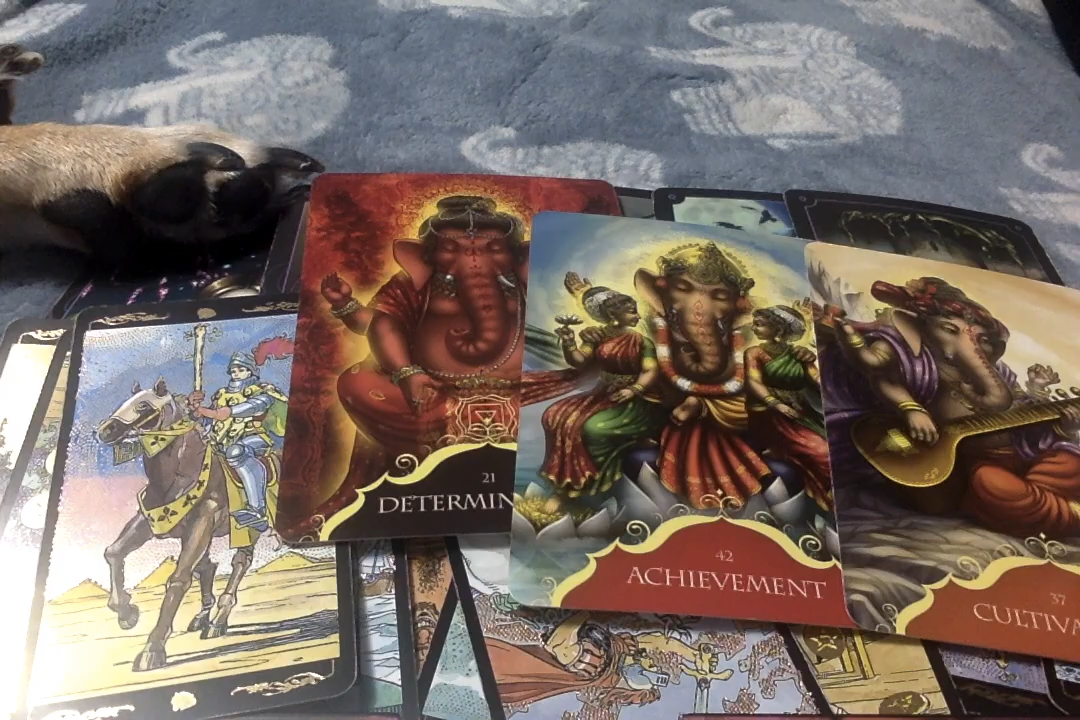 21
DETERMIN
42
ACHIEVEMENT
37
CULTIVA